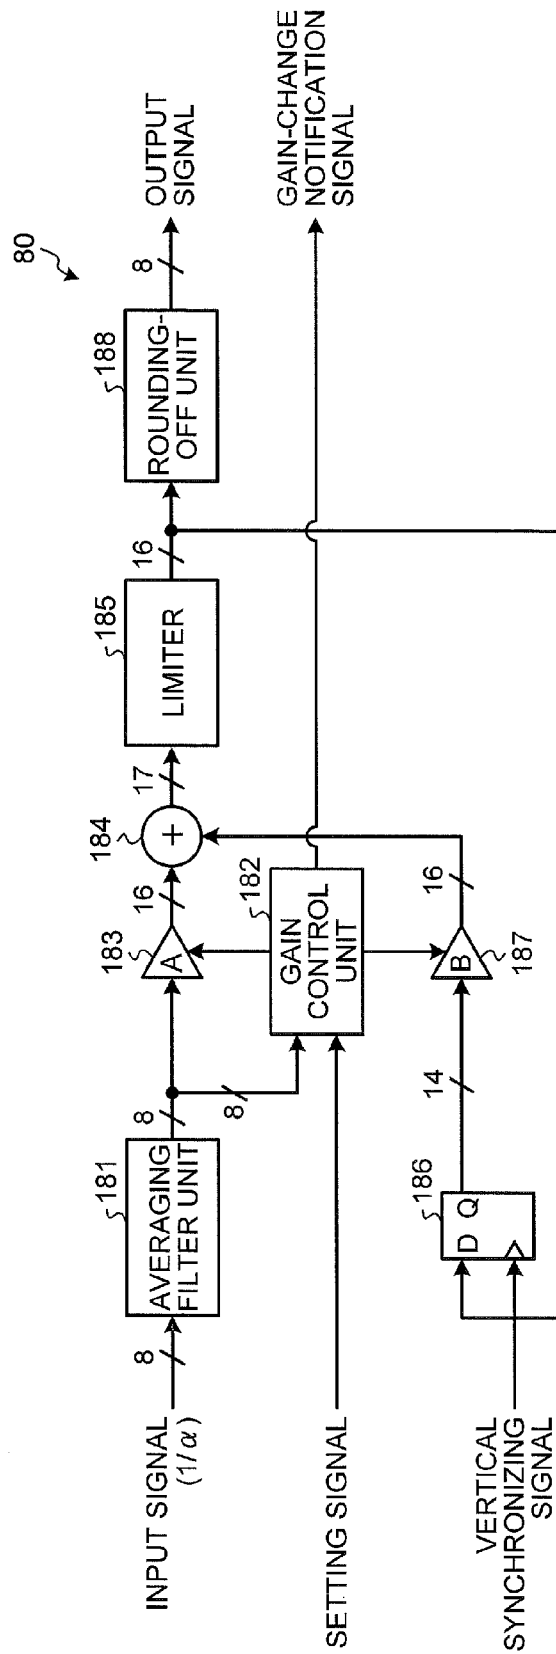 80
INPUT SIGNAL
(1/α)
8
181
AVERAGING
FILTER UNIT
8
8
183
A
16
184
+
17
185
LIMITER
16
188
ROUNDING-
OFF UNIT
8
OUTPUT
SIGNAL
SETTING SIGNAL
182
GAIN
CONTROL
UNIT
GAIN-CHANGE
NOTIFICATION
SIGNAL
VERTICAL
SYNCHRONIZING
SIGNAL
186
D Q
14
B
187
16